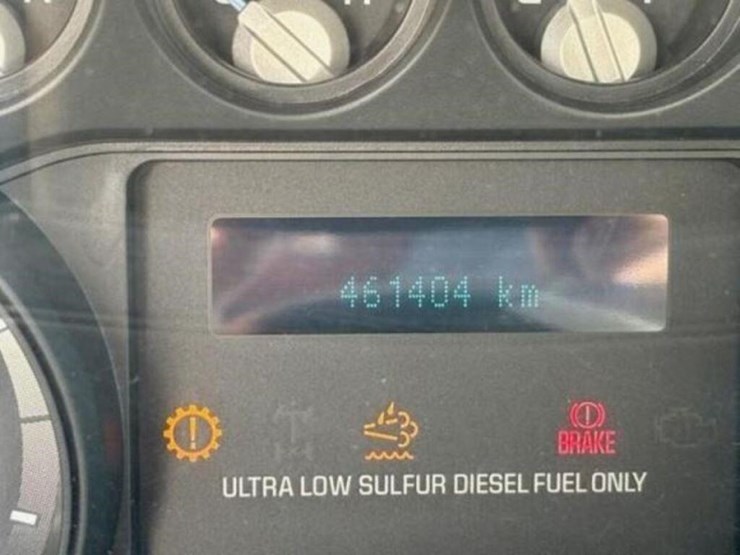 461404 km
BRAKE
ULTRA LOW SULFUR DIESEL FUEL ONLY